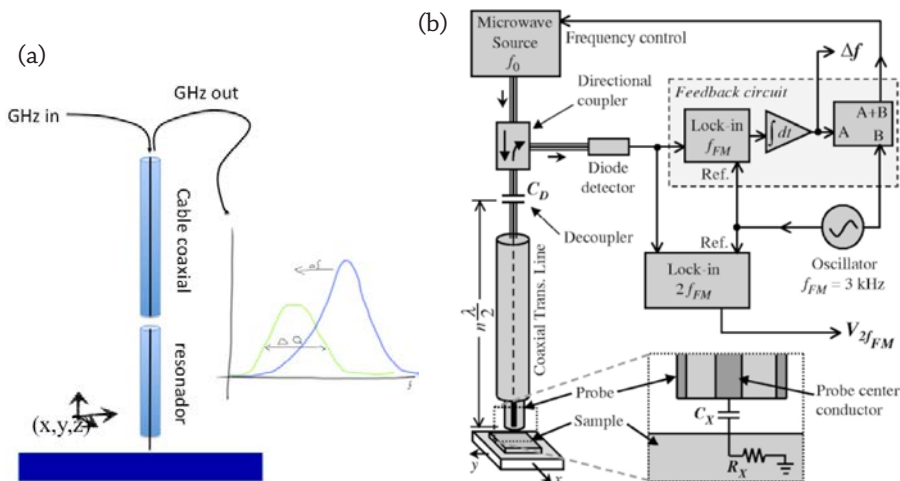 (a)
GHz in
GHz out
Cable coaxial
resonador
(x,y,z)
Δf
ΔQ
f
(b)
Microwave
Source
f0
Frequency control
Δf
Directional
coupler
Feedback circuit
Lock-in
fFM
∫dt
A+B
A
B
Ref.
Diode
detector
CD
Decoupler
Ref.
Oscillator
fFM = 3 kHz
Lock-in
2 fFM
V2fFM
n λ/2
Coaxial Trans. Line
Probe
Probe center
conductor
CX
Sample
RX
y
x